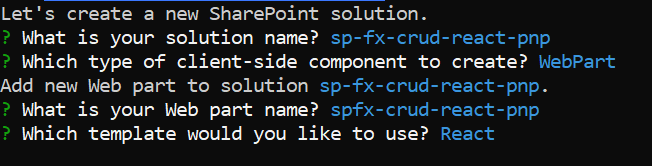 Let's create a new SharePoint solution.
? What is your solution name? sp-fx-crud-react-pnp
? Which type of client-side component to create? WebPart
Add new Web part to solution sp-fx-crud-react-pnp.
? What is your Web part name? spfx-crud-react-pnp
? Which template would you like to use? React